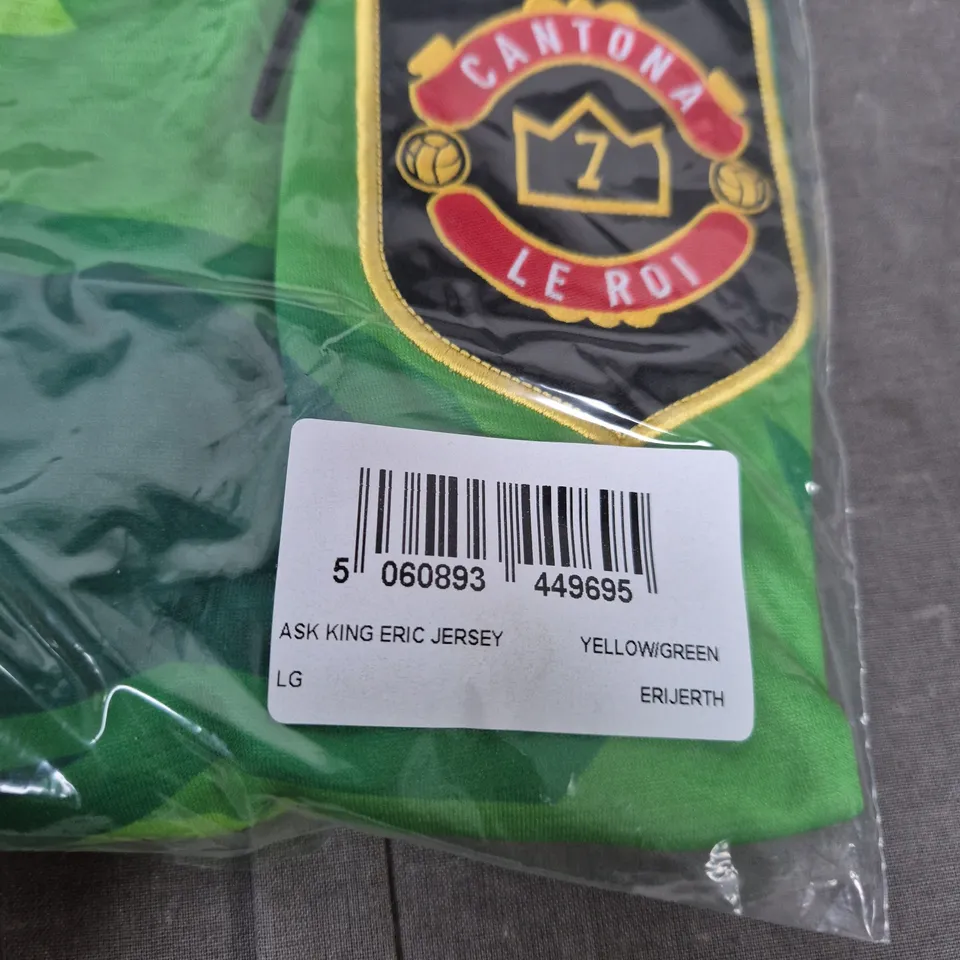 CANTONA
7
LE ROI
5 060893 449695
ASK KING ERIC JERSEY YELLOW/GREEN
LG ERIJERTH